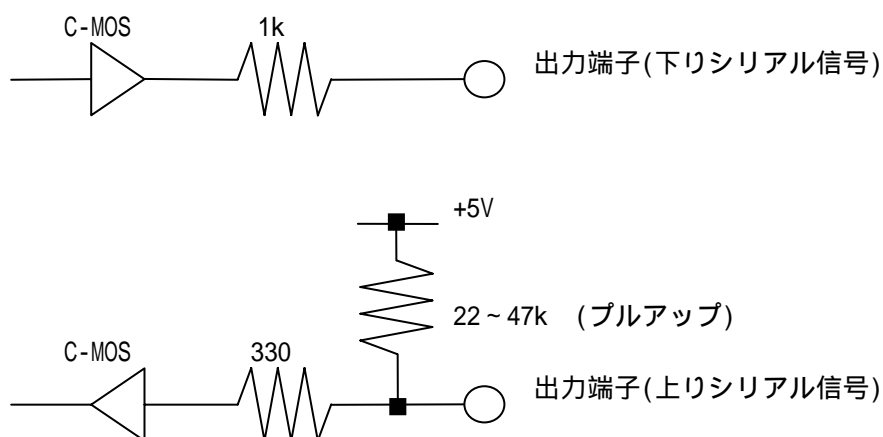 C-MOS
1k
出力端子(下りシリアル信号)
+5V
22~47k (プルアップ)
C-MOS
330
出力端子(上りシリアル信号)